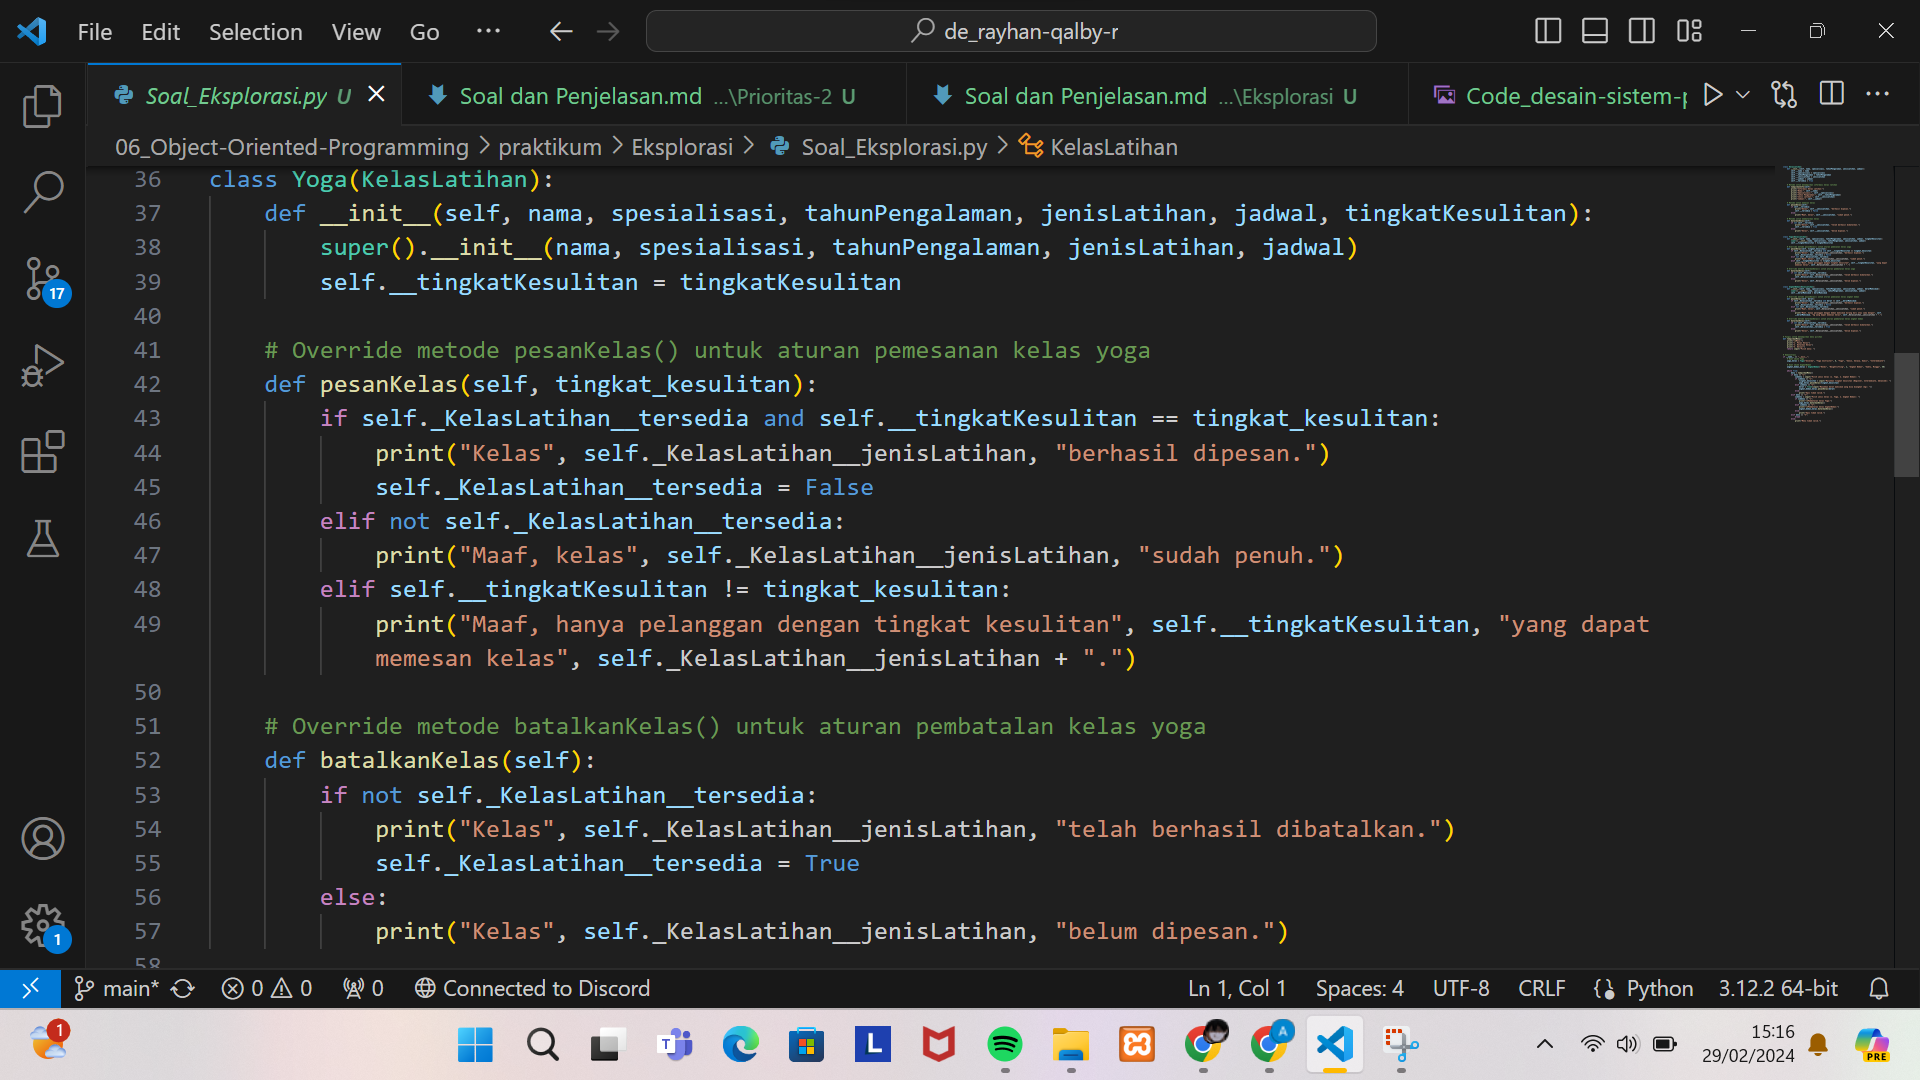 File Edit Selection View Go ··· de_rayhan-qalby-r
Soal_Eksplorasi.py U Soal dan Penjelasan.md ...\Prioritas-2 U Soal dan Penjelasan.md ...\Eksplorasi U Code_desain-sistem-p
06_Object-Oriented-Programming > praktikum > Eksplorasi > Soal_Eksplorasi.py > KelasLatihan
36 class Yoga(KelasLatihan):
37 def __init__(self, nama, spesialisasi, tahunPengalaman, jenisLatihan, jadwal, tingkatKesulitan):
38 super().__init__(nama, spesialisasi, tahunPengalaman, jenisLatihan, jadwal)
39 self.__tingkatKesulitan = tingkatKesulitan
40
41 # Override metode pesanKelas() untuk aturan pemesanan kelas yoga
42 def pesanKelas(self, tingkat_kesulitan):
43 if self._KelasLatihan__tersedia and self.__tingkatKesulitan == tingkat_kesulitan:
44 print("Kelas", self._KelasLatihan__jenisLatihan, "berhasil dipesan.")
45 self._KelasLatihan__tersedia = False
46 elif not self._KelasLatihan__tersedia:
47 print("Maaf, kelas", self._KelasLatihan__jenisLatihan, "sudah penuh.")
48 elif self.__tingkatKesulitan != tingkat_kesulitan:
49 print("Maaf, hanya pelanggan dengan tingkat kesulitan", self.__tingkatKesulitan, "yang dapat
memesan kelas", self._KelasLatihan__jenisLatihan + ".")
50
51 # Override metode batalkanKelas() untuk aturan pembatalan kelas yoga
52 def batalkanKelas(self):
53 if not self._KelasLatihan__tersedia:
54 print("Kelas", self._KelasLatihan__jenisLatihan, "telah berhasil dibatalkan.")
55 self._KelasLatihan__tersedia = True
56 else:
57 print("Kelas", self._KelasLatihan__jenisLatihan, "belum dipesan.")
58
17
1
main* 0 0 0 Connected to Discord Ln 1, Col 1 Spaces: 4 UTF-8 CRLF Python 3.12.2 64-bit
1 T L A PRE
15:16
29/02/2024